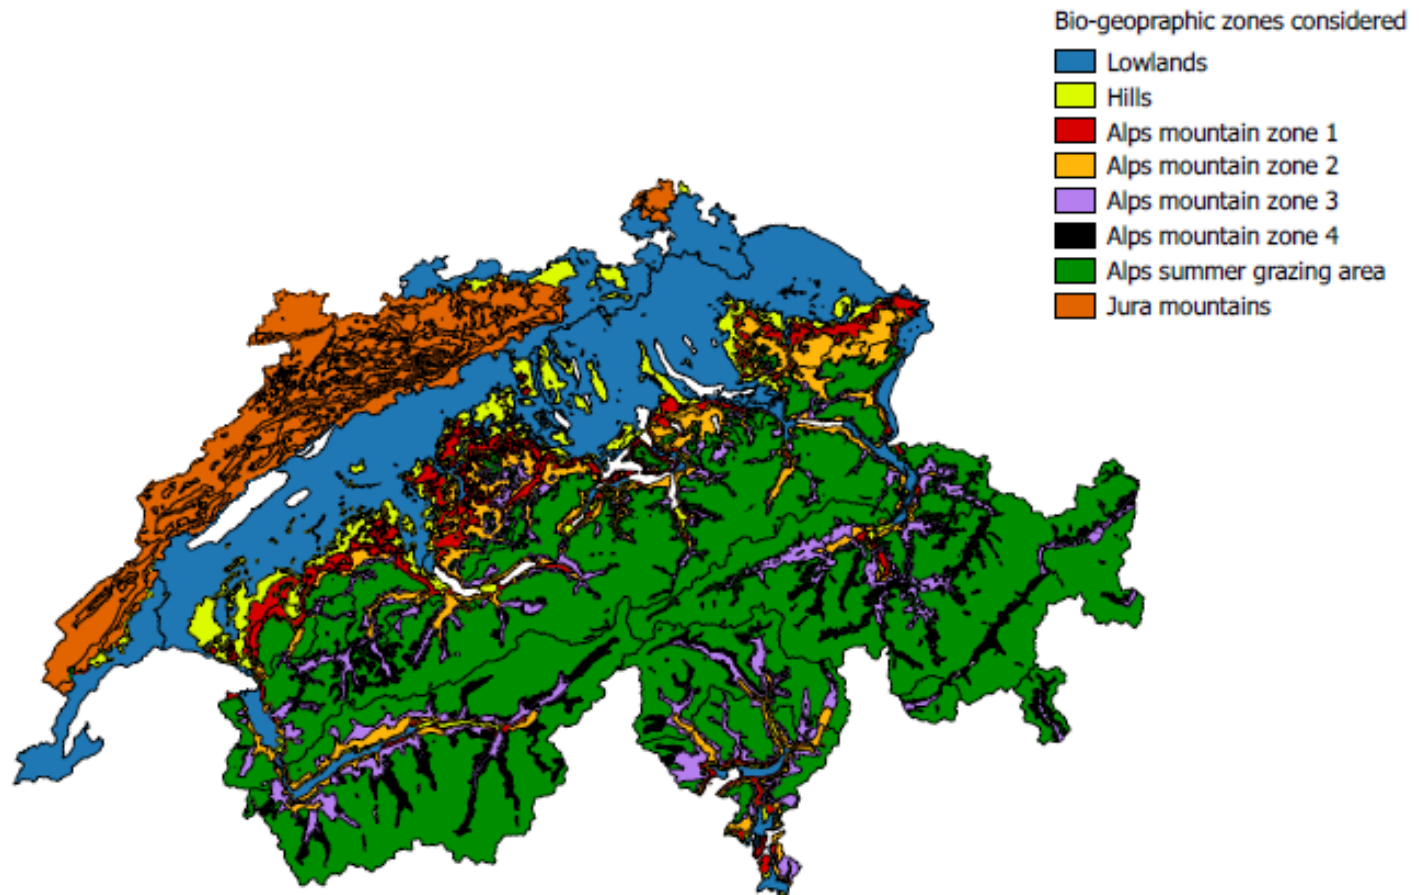 Bio-geopraphic zones considered
Lowlands
Hills
Alps mountain zone 1
Alps mountain zone 2
Alps mountain zone 3
Alps mountain zone 4
Alps summer grazing area
Jura mountains